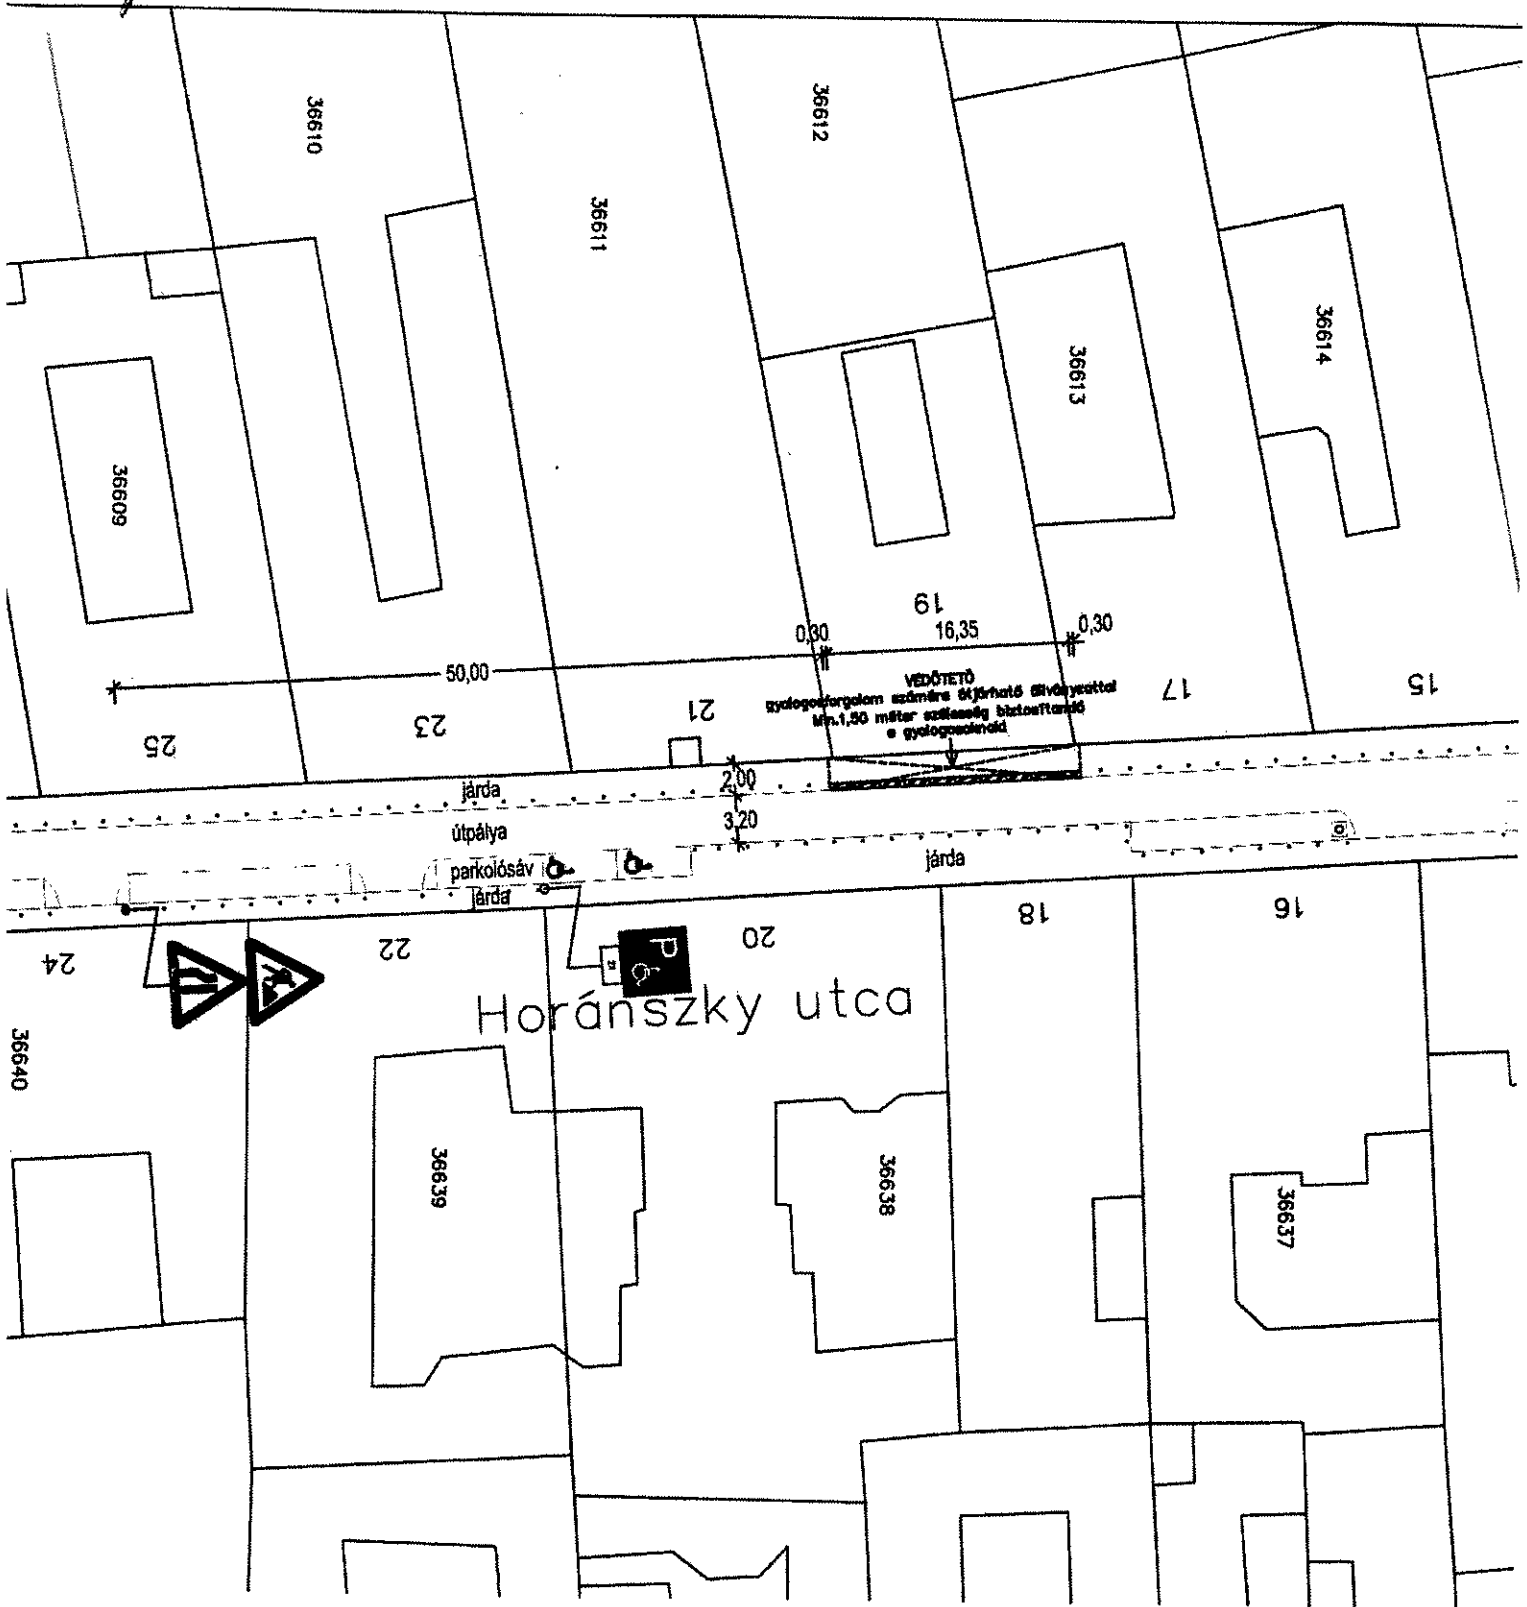 36610
36612
36611
36614
36613
36609
19
0,30
16,35
0,30
50,00
VÉDŐTETŐ
gyalogosforgalom számára átjárható állványzattal
Min.1,50 méter szélesség biztosítandó
a gyalogosoknak
15
17
21
23
25
járda
2,00
útpálya
3,20
parkolósáv
járda
járda
16
18
20
22
24
P
Horánszky utca
36640
36639
36638
36637